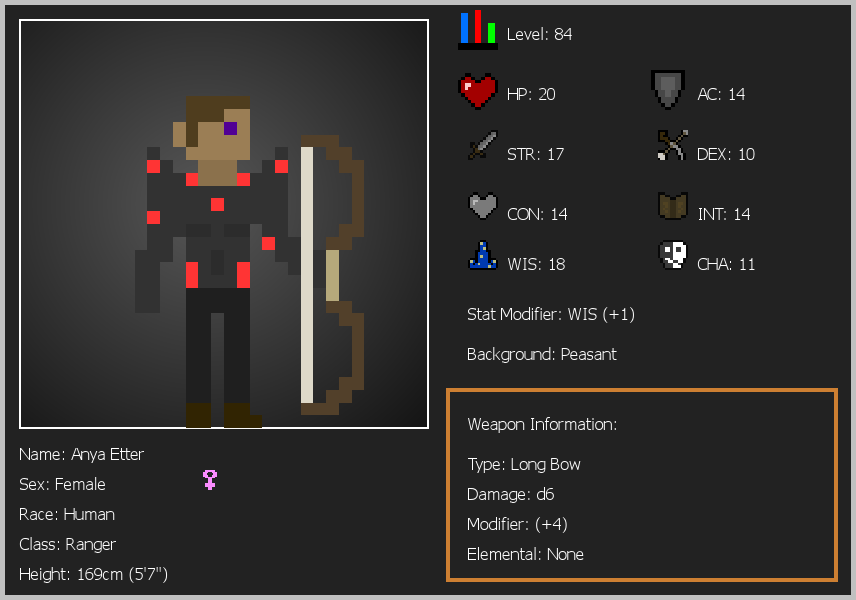 Level: 84
HP: 20
AC: 14
STR: 17
DEX: 10
CON: 14
INT: 14
WIS: 18
CHA: 11
Stat Modifier: WIS (+1)
Background: Peasant
Weapon Information:
Type: Long Bow
Damage: d6
Modifier: (+4)
Elemental: None
Name: Anya Etter
Sex: Female
Race: Human
Class: Ranger
Height: 169cm (5'7")